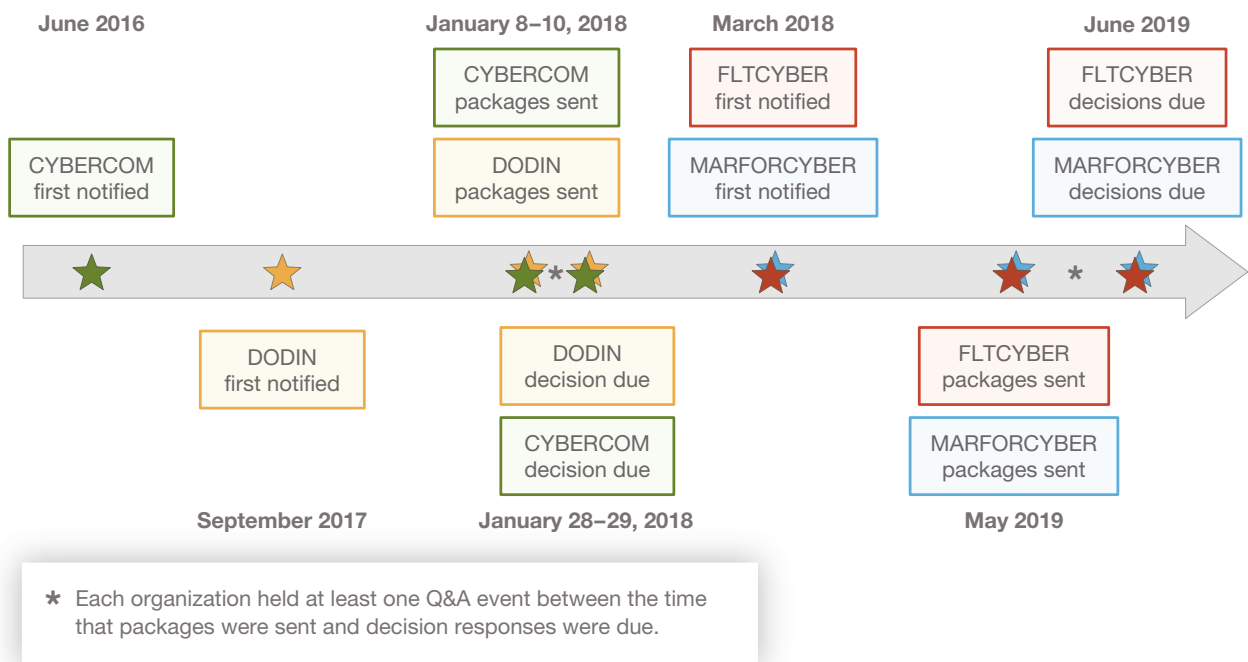 June 2016
January 8–10, 2018
March 2018
June 2019
CYBERCOM
packages sent
FLTCYBER
first notified
FLTCYBER
decisions due
CYBERCOM
first notified
DODIN
packages sent
MARFORCYBER
first notified
MARFORCYBER
decisions due
*
*
DODIN
first notified
DODIN
decision due
FLTCYBER
packages sent
CYBERCOM
decision due
MARFORCYBER
packages sent
September 2017
January 28–29, 2018
May 2019
* Each organization held at least one Q&A event between the time
that packages were sent and decision responses were due.